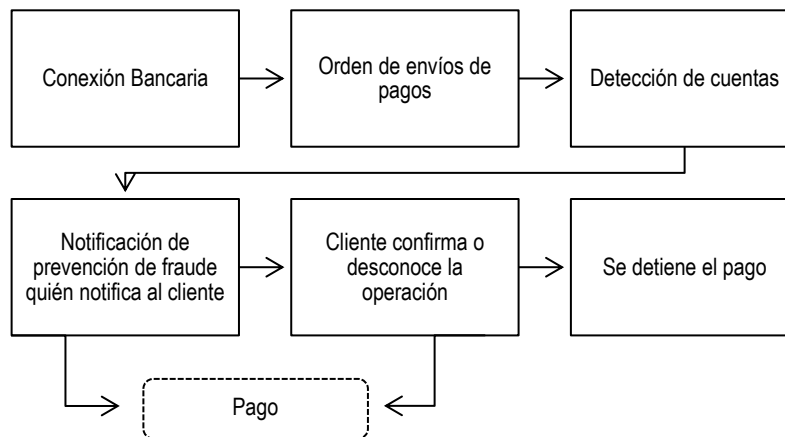 Conexión Bancaria
Orden de envíos de
pagos
Detección de cuentas
Notificación de
prevención de fraude
quién notifica al cliente
Cliente confirma o
desconoce la
operación
Se detiene el pago
Pago